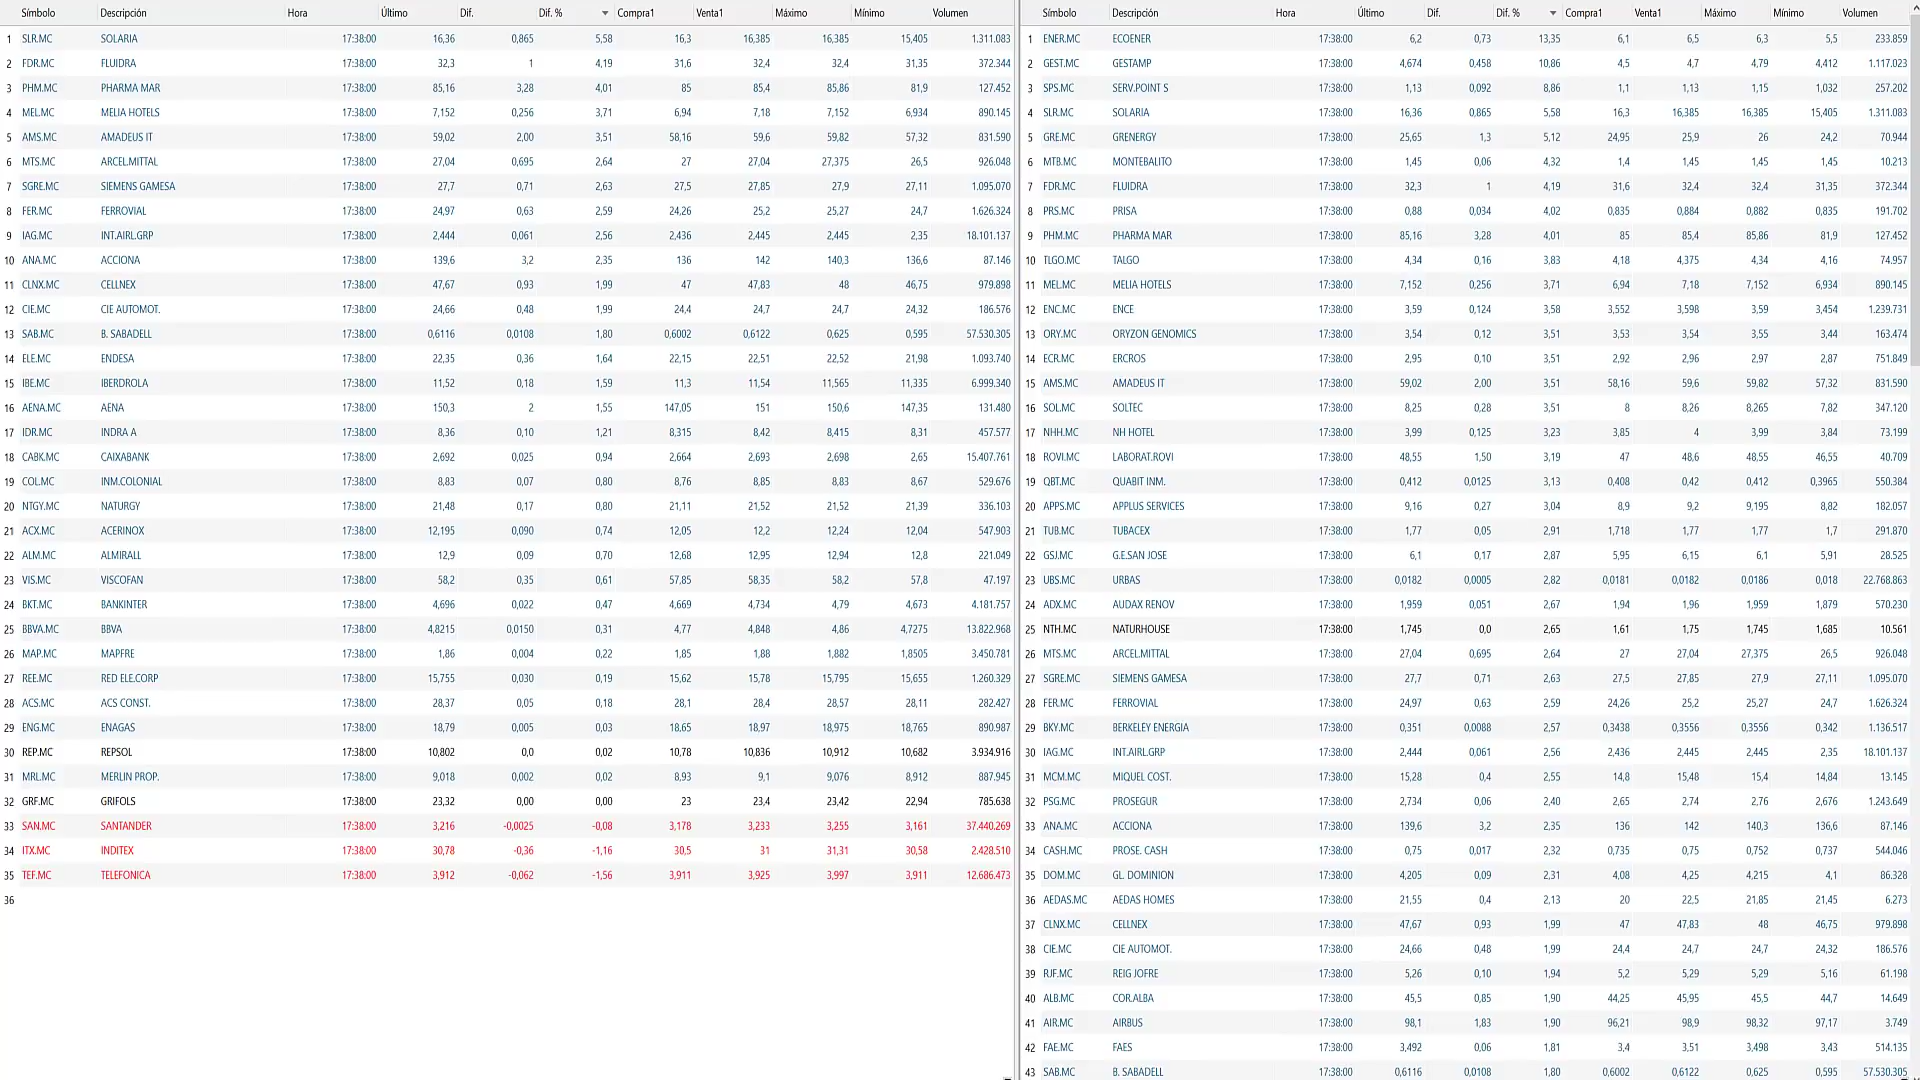 Símbolo Descripción Hora Último Dif. Dif. % Compra1 Venta1 Máximo Mínimo Volumen
1 SLR.MC SOLARIA 17:38:00 16,36 0,865 5,58 16,3 16,385 16,385 15,405 1.311.083
2 FDR.MC FLUIDRA 17:38:00 32,3 1 4,19 31,6 32,4 32,4 31,35 372.344
3 PHM.MC PHARMA MAR 17:38:00 85,16 3,28 4,01 85 85,4 85,86 81,9 127.452
4 MEL.MC MELIA HOTELS 17:38:00 7,152 0,256 3,71 6,94 7,18 7,152 6,934 890.145
5 AMS.MC AMADEUS IT 17:38:00 59,02 2,00 3,51 58,16 59,6 59,82 57,32 831.590
6 MTS.MC ARCEL.MITTAL 17:38:00 27,04 0,695 2,64 27 27,04 27,375 26,5 926.048
7 SGRE.MC SIEMENS GAMESA 17:38:00 27,7 0,71 2,63 27,5 27,85 27,9 27,11 1.095.070
8 FER.MC FERROVIAL 17:38:00 24,97 0,63 2,59 24,26 25,2 25,27 24,7 1.626.324
9 IAG.MC INT.AIRL.GRP 17:38:00 2,444 0,061 2,56 2,436 2,445 2,445 2,35 18.101.137
10 ANA.MC ACCIONA 17:38:00 139,6 3,2 2,35 136 142 140,3 136,6 87.146
11 CLNX.MC CELLNEX 17:38:00 47,67 0,93 1,99 47 47,83 48 46,75 979.898
12 CIE.MC CIE AUTOMOT. 17:38:00 24,66 0,48 1,99 24,4 24,7 24,7 24,32 186.576
13 SAB.MC B. SABADELL 17:38:00 0,6116 0,0108 1,80 0,6002 0,6122 0,625 0,595 57.530.305
14 ELE.MC ENDESA 17:38:00 22,35 0,36 1,64 22,15 22,51 22,52 21,98 1.093.740
15 IBE.MC IBERDROLA 17:38:00 11,52 0,18 1,59 11,3 11,54 11,565 11,335 6.999.340
16 AENA.MC AENA 17:38:00 150,3 2 1,55 147,05 151 150,6 147,35 131.480
17 IDR.MC INDRA A 17:38:00 8,36 0,10 1,21 8,315 8,42 8,415 8,31 457.577
18 CABK.MC CAIXABANK 17:38:00 2,692 0,025 0,94 2,664 2,693 2,698 2,65 15.407.761
19 COL.MC INM.COLONIAL 17:38:00 8,83 0,07 0,80 8,76 8,85 8,83 8,67 529.676
20 NTGY.MC NATURGY 17:38:00 21,48 0,17 0,80 21,11 21,52 21,52 21,39 336.103
21 ACX.MC ACERINOX 17:38:00 12,195 0,090 0,74 12,05 12,2 12,24 12,04 547.903
22 ALM.MC ALMIRALL 17:38:00 12,9 0,09 0,70 12,68 12,95 12,94 12,8 221.049
23 VIS.MC VISCOFAN 17:38:00 58,2 0,35 0,61 57,85 58,35 58,2 57,8 47.197
24 BKT.MC BANKINTER 17:38:00 4,696 0,022 0,47 4,669 4,734 4,79 4,673 4.181.757
25 BBVA.MC BBVA 17:38:00 4,8215 0,0150 0,31 4,77 4,848 4,86 4,7275 13.822.968
26 MAP.MC MAPFRE 17:38:00 1,86 0,004 0,22 1,85 1,88 1,882 1,8505 3.450.781
27 REE.MC RED ELE.CORP 17:38:00 15,755 0,030 0,19 15,62 15,78 15,795 15,655 1.260.329
28 ACS.MC ACS CONST. 17:38:00 28,37 0,05 0,18 28,1 28,4 28,57 28,11 282.427
29 ENG.MC ENAGAS 17:38:00 18,79 0,005 0,03 18,65 18,97 18,975 18,765 890.987
30 REP.MC REPSOL 17:38:00 10,802 0,0 0,02 10,78 10,836 10,912 10,682 3.934.916
31 MRL.MC MERLIN PROP. 17:38:00 9,018 0,002 0,02 8,93 9,1 9,076 8,912 887.945
32 GRF.MC GRIFOLS 17:38:00 23,32 0,00 0,00 23 23,4 23,42 22,94 785.638
33 SAN.MC SANTANDER 17:38:00 3,216 -0,0025 -0,08 3,178 3,233 3,255 3,161 37.440.269
34 ITX.MC INDITEX 17:38:00 30,78 -0,36 -1,16 30,5 31 31,31 30,58 2.428.510
35 TEF.MC TELEFONICA 17:38:00 3,912 -0,062 -1,56 3,911 3,925 3,997 3,911 12.686.473
36
Símbolo Descripción Hora Último Dif. Dif. % Compra1 Venta1 Máximo Mínimo Volumen
1 ENER.MC ECOENER 17:38:00 6,2 0,73 13,35 6,1 6,5 6,3 5,5 233.859
2 GEST.MC GESTAMP 17:38:00 4,674 0,458 10,86 4,5 4,7 4,79 4,412 1.117.023
3 SPS.MC SERV.POINT S 17:38:00 1,13 0,092 8,86 1,1 1,13 1,15 1,032 257.202
4 SLR.MC SOLARIA 17:38:00 16,36 0,865 5,58 16,3 16,385 16,385 15,405 1.311.083
5 GRE.MC GRENERGY 17:38:00 25,65 1,3 5,12 24,95 25,9 26 24,2 70.944
6 MTB.MC MONTEBALITO 17:38:00 1,45 0,06 4,32 1,4 1,45 1,45 1,45 10.213
7 FDR.MC FLUIDRA 17:38:00 32,3 1 4,19 31,6 32,4 32,4 31,35 372.344
8 PRS.MC PRISA 17:38:00 0,88 0,034 4,02 0,835 0,884 0,882 0,835 191.702
9 PHM.MC PHARMA MAR 17:38:00 85,16 3,28 4,01 85 85,4 85,86 81,9 127.452
10 TLGO.MC TALGO 17:38:00 4,34 0,16 3,83 4,18 4,375 4,34 4,16 74.957
11 MEL.MC MELIA HOTELS 17:38:00 7,152 0,256 3,71 6,94 7,18 7,152 6,934 890.145
12 ENC.MC ENCE 17:38:00 3,59 0,124 3,58 3,552 3,598 3,59 3,454 1.239.731
13 ORY.MC ORYZON GENOMICS 17:38:00 3,54 0,12 3,51 3,53 3,54 3,55 3,44 163.474
14 ECR.MC ERCROS 17:38:00 2,95 0,10 3,51 2,92 2,96 2,97 2,87 751.849
15 AMS.MC AMADEUS IT 17:38:00 59,02 2,00 3,51 58,16 59,6 59,82 57,32 831.590
16 SOL.MC SOLTEC 17:38:00 8,25 0,28 3,51 8 8,26 8,265 7,82 347.120
17 NHH.MC NH HOTEL 17:38:00 3,99 0,125 3,23 3,85 4 3,99 3,84 73.199
18 ROVI.MC LABORAT.ROVI 17:38:00 48,55 1,50 3,19 47 48,6 48,55 46,55 40.709
19 QBT.MC QUABIT INM. 17:38:00 0,412 0,0125 3,13 0,408 0,42 0,412 0,3965 550.384
20 APPS.MC APPLUS SERVICES 17:38:00 9,16 0,27 3,04 8,9 9,2 9,195 8,82 182.057
21 TUB.MC TUBACEX 17:38:00 1,77 0,05 2,91 1,718 1,77 1,77 1,7 291.870
22 GSJ.MC G.E.SAN JOSE 17:38:00 6,1 0,17 2,87 5,95 6,15 6,1 5,91 28.525
23 UBS.MC URBAS 17:38:00 0,0182 0,0005 2,82 0,0181 0,0182 0,0186 0,018 22.768.863
24 ADX.MC AUDAX RENOV 17:38:00 1,959 0,051 2,67 1,94 1,96 1,959 1,879 570.230
25 NTH.MC NATURHOUSE 17:38:00 1,745 0,0 2,65 1,61 1,75 1,745 1,685 10.561
26 MTS.MC ARCEL.MITTAL 17:38:00 27,04 0,695 2,64 27 27,04 27,375 26,5 926.048
27 SGRE.MC SIEMENS GAMESA 17:38:00 27,7 0,71 2,63 27,5 27,85 27,9 27,11 1.095.070
28 FER.MC FERROVIAL 17:38:00 24,97 0,63 2,59 24,26 25,2 25,27 24,7 1.626.324
29 BKY.MC BERKELEY ENERGIA 17:38:00 0,351 0,0088 2,57 0,3438 0,3556 0,3556 0,342 1.136.517
30 IAG.MC INT.AIRL.GRP 17:38:00 2,444 0,061 2,56 2,436 2,445 2,445 2,35 18.101.137
31 MCM.MC MIQUEL COST. 17:38:00 15,28 0,4 2,55 14,8 15,48 15,4 14,84 13.145
32 PSG.MC PROSEGUR 17:38:00 2,734 0,06 2,40 2,65 2,74 2,76 2,676 1.243.649
33 ANA.MC ACCIONA 17:38:00 139,6 3,2 2,35 136 142 140,3 136,6 87.146
34 CASH.MC PROSE. CASH 17:38:00 0,75 0,017 2,32 0,735 0,75 0,752 0,737 544.046
35 DOM.MC GL. DOMINION 17:38:00 4,205 0,09 2,31 4,08 4,25 4,215 4,1 86.328
36 AEDAS.MC AEDAS HOMES 17:38:00 21,55 0,4 2,13 20 22,5 21,85 21,45 6.273
37 CLNX.MC CELLNEX 17:38:00 47,67 0,93 1,99 47 47,83 48 46,75 979.898
38 CIE.MC CIE AUTOMOT. 17:38:00 24,66 0,48 1,99 24,4 24,7 24,7 24,32 186.576
39 RJF.MC REIG JOFRE 17:38:00 5,26 0,10 1,94 5,2 5,29 5,29 5,16 61.198
40 ALB.MC COR.ALBA 17:38:00 45,5 0,85 1,90 44,25 45,95 45,5 44,7 14.649
41 AIR.MC AIRBUS 17:38:00 98,1 1,83 1,90 96,21 98,9 98,32 97,17 3.749
42 FAE.MC FAES 17:38:00 3,492 0,06 1,81 3,4 3,51 3,498 3,43 514.135
43 SAB.MC B. SABADELL 17:38:00 0,6116 0,0108 1,80 0,6002 0,6122 0,625 0,595 57.530.305